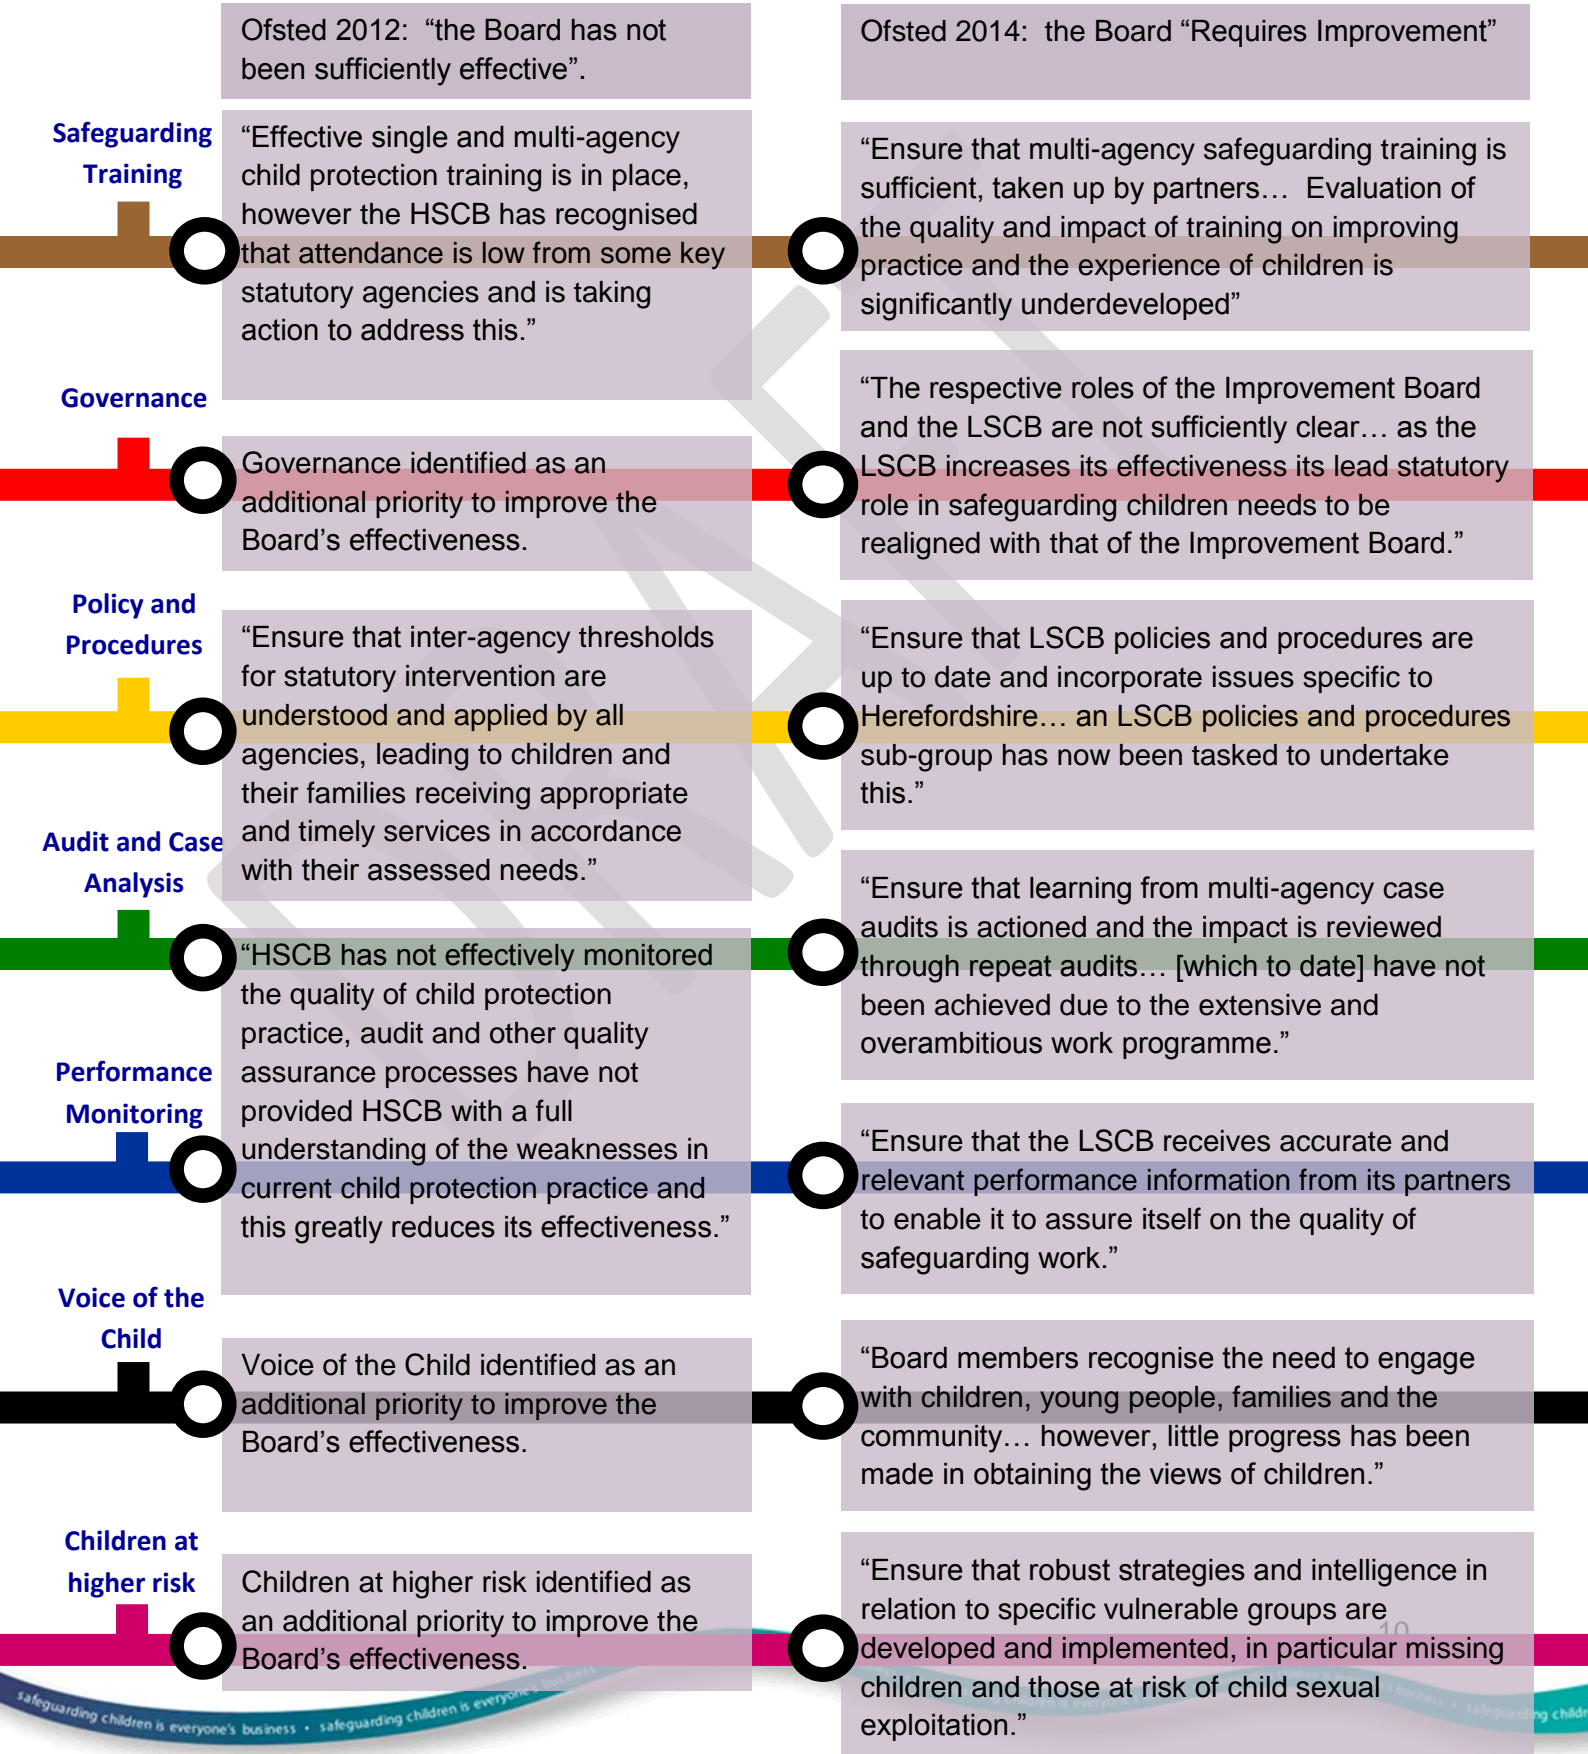 Ofsted 2012:  “the Board has not
been sufficiently effective”.
Ofsted 2014:  the Board “Requires Improvement”
Safeguarding
Training
“Effective single and multi-agency
child protection training is in place,
however the HSCB has recognised
that attendance is low from some key
statutory agencies and is taking
action to address this.”
“Ensure that multi-agency safeguarding training is
sufficient, taken up by partners…  Evaluation of
the quality and impact of training on improving
practice and the experience of children is
significantly underdeveloped”
Governance
Governance identified as an
additional priority to improve the
Board’s effectiveness.
“The respective roles of the Improvement Board
and the LSCB are not sufficiently clear… as the
LSCB increases its effectiveness its lead statutory
role in safeguarding children needs to be
realigned with that of the Improvement Board.”
Policy and
Procedures
“Ensure that inter-agency thresholds
for statutory intervention are
understood and applied by all
agencies, leading to children and
their families receiving appropriate
and timely services in accordance
with their assessed needs.”
“Ensure that LSCB policies and procedures are
up to date and incorporate issues specific to
Herefordshire… an LSCB policies and procedures
sub-group has now been tasked to undertake
this.”
Audit and Case
Analysis
“HSCB has not effectively monitored
the quality of child protection
practice, audit and other quality
assurance processes have not
provided HSCB with a full
understanding of the weaknesses in
current child protection practice and
this greatly reduces its effectiveness.”
“Ensure that learning from multi-agency case
audits is actioned and the impact is reviewed
through repeat audits… [which to date] have not
been achieved due to the extensive and
overambitious work programme.”
Performance
Monitoring
“Ensure that the LSCB receives accurate and
relevant performance information from its partners
to enable it to assure itself on the quality of
safeguarding work.”
Voice of the
Child
Voice of the Child identified as an
additional priority to improve the
Board’s effectiveness.
“Board members recognise the need to engage
with children, young people, families and the
community… however, little progress has been
made in obtaining the views of children.”
Children at
higher risk
Children at higher risk identified as
an additional priority to improve the
Board’s effectiveness.
“Ensure that robust strategies and intelligence in
relation to specific vulnerable groups are
developed and implemented, in particular missing
children and those at risk of child sexual
exploitation.”
10
DRAFT
safeguarding children is everyone's business • safeguarding children is everyone's business